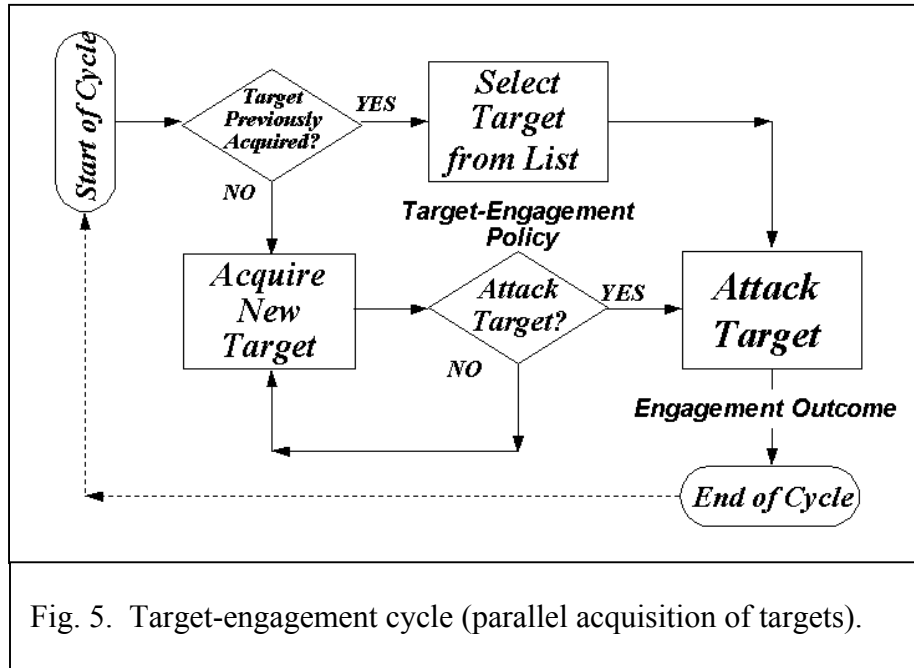 Start of Cycle
Target
Previously
Acquired?
YES
NO
Select
Target
from List
Target-Engagement
Policy
Acquire
New
Target
Attack
Target?
YES
NO
Attack
Target
Engagement Outcome
End of Cycle
Fig. 5. Target-engagement cycle (parallel acquisition of targets).